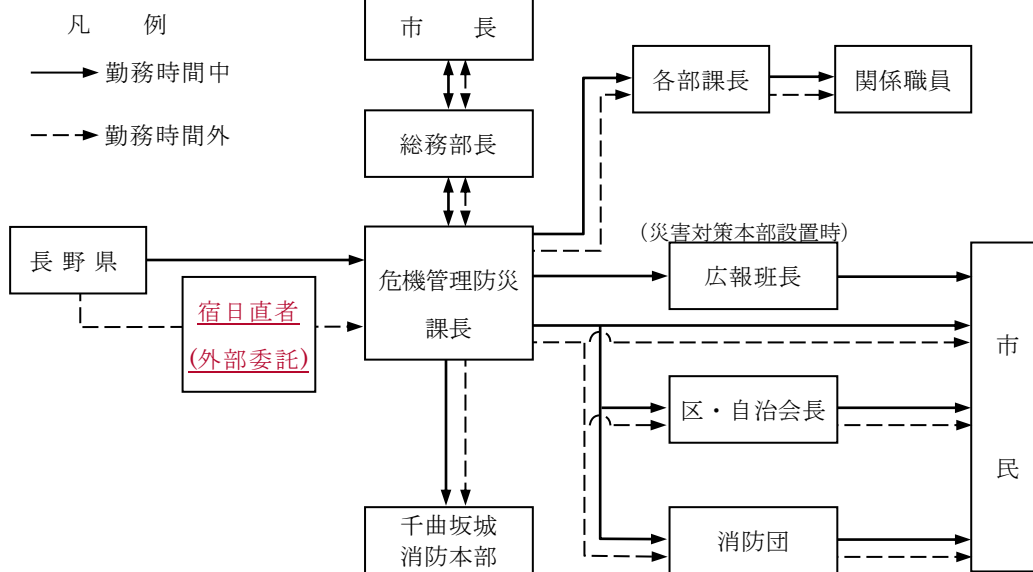 凡　例
勤務時間中
勤務時間外
市　長
総務部長
各部課長
関係職員
長野県
宿日直者
(外部委託)
危機管理防災
課長
(災害対策本部設置時)
広報班長
区・自治会長
消防団
市
民
千曲坂城
消防本部